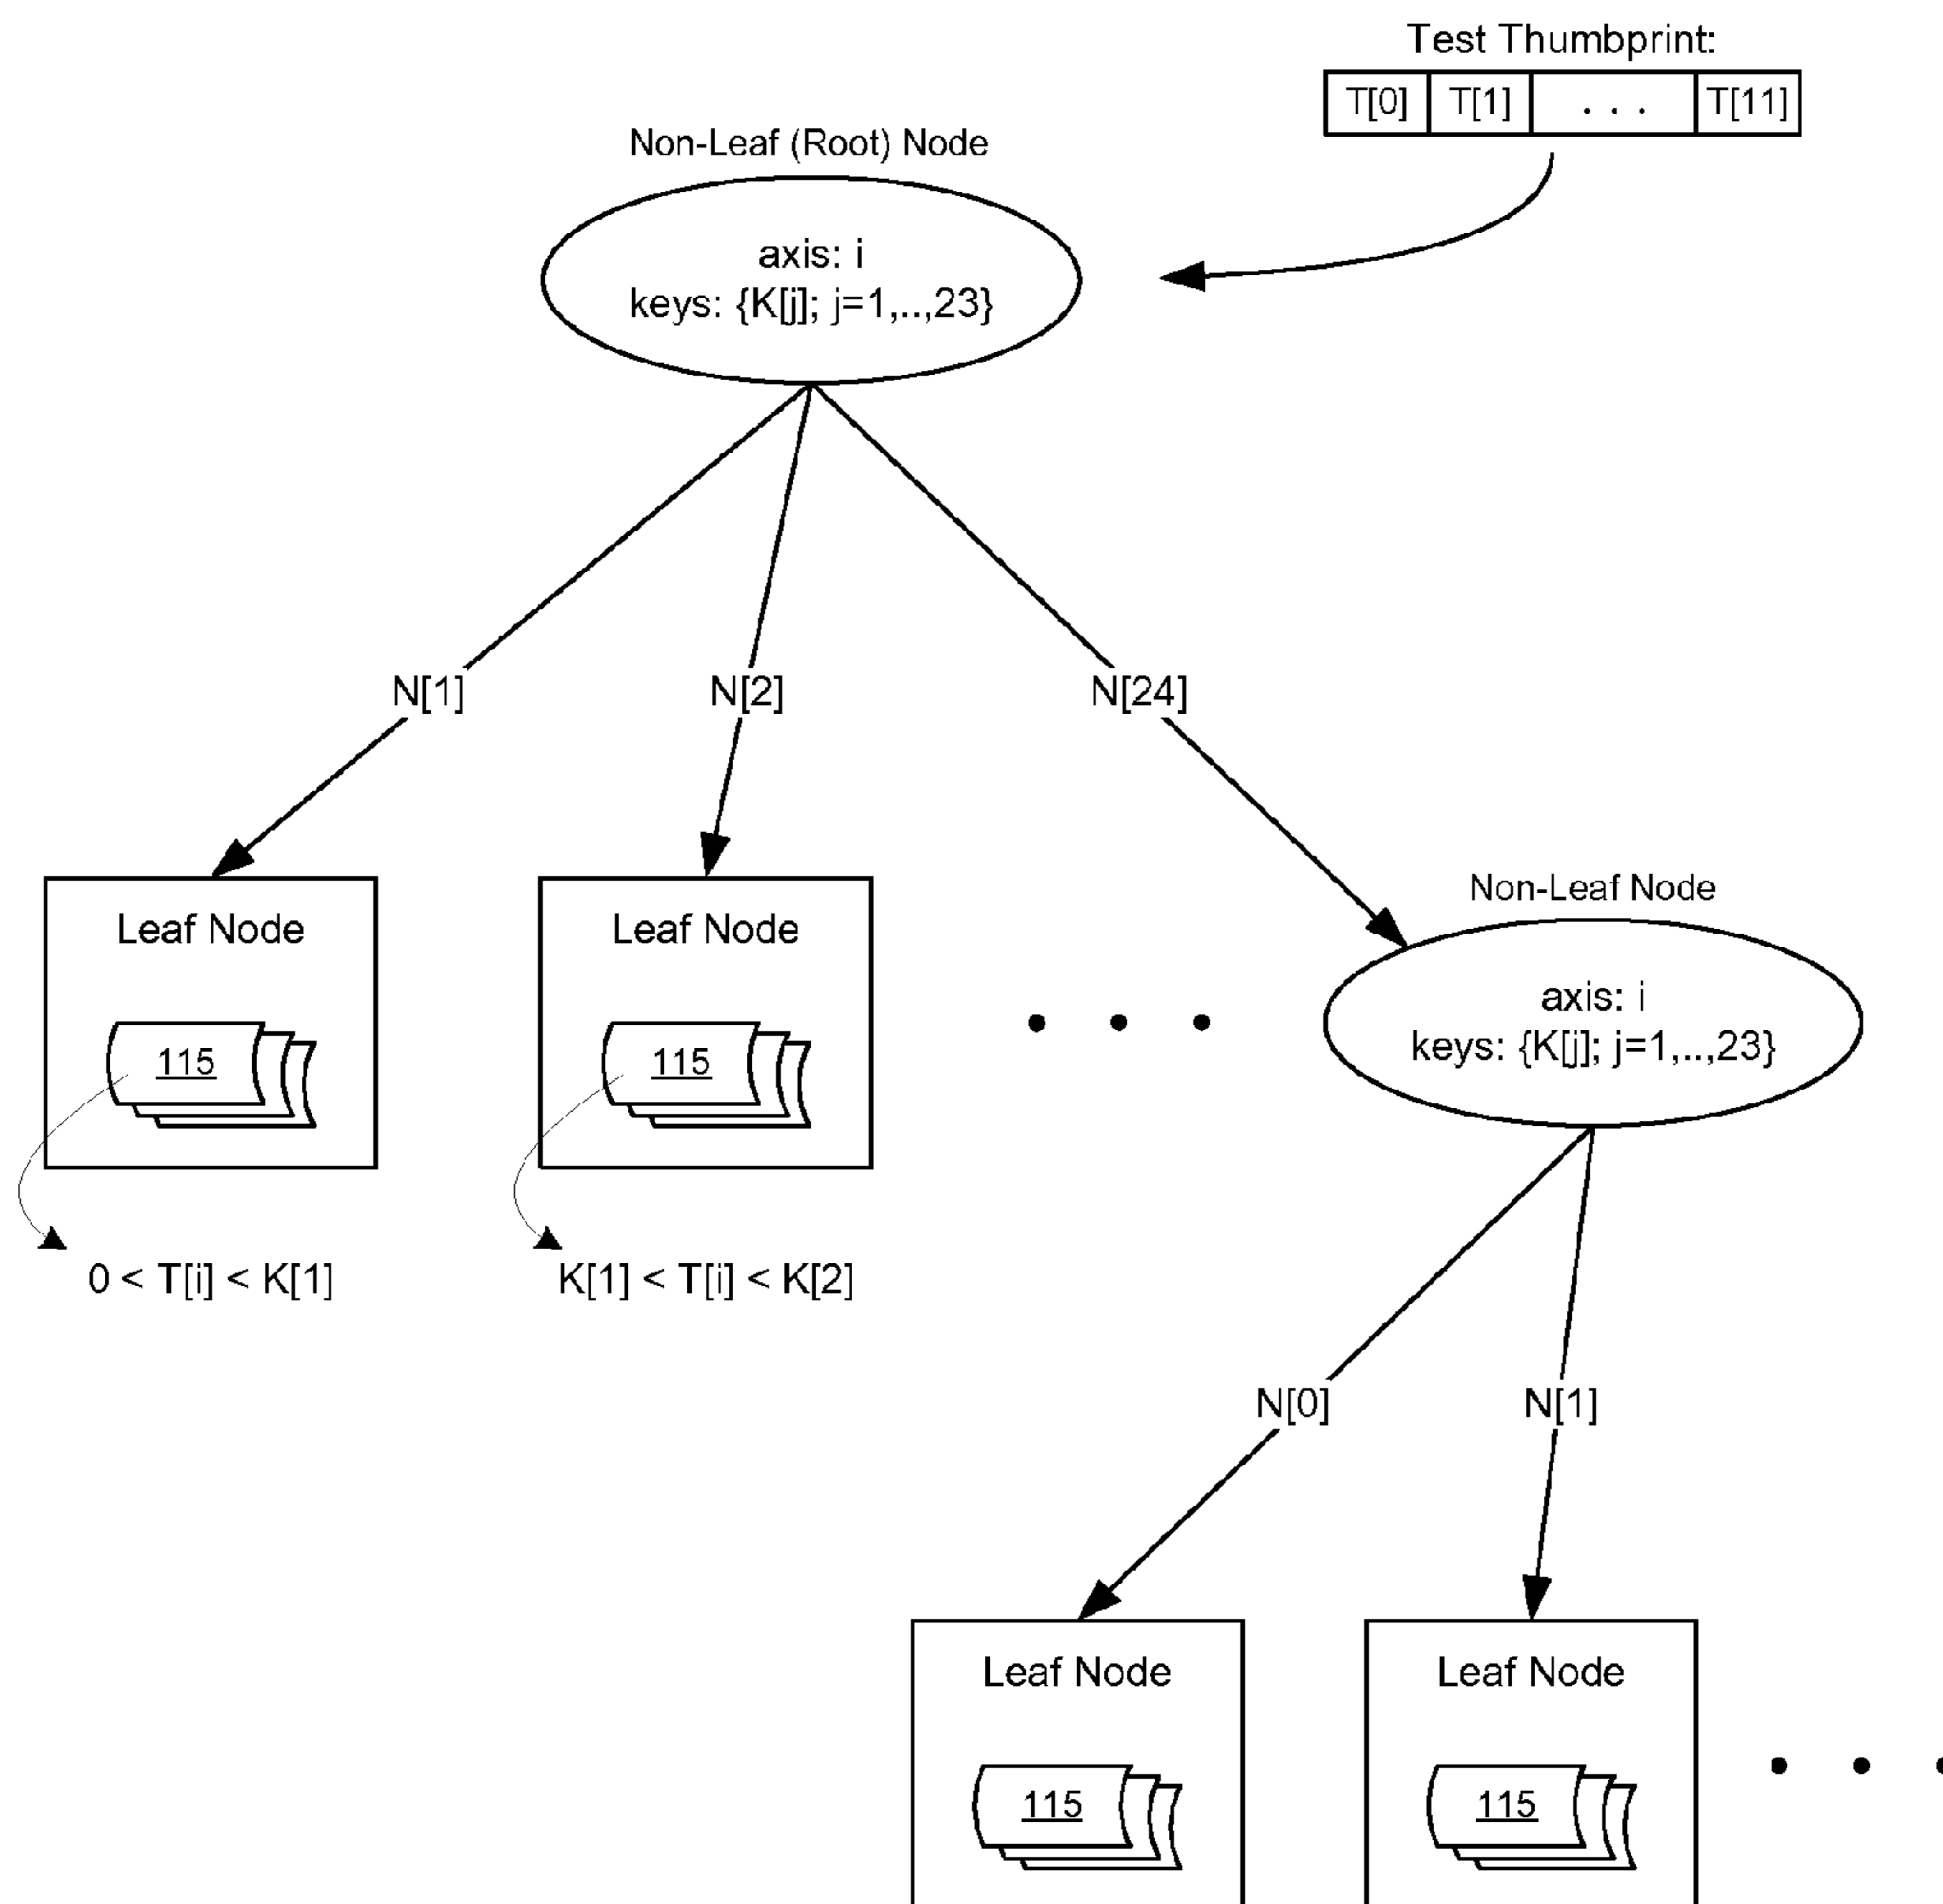 Test Thumbprint:
T[0] T[1] . . . T[11]
Non-Leaf (Root) Node
axis: i
keys: {K[j]; j=1,..,23}
N[1] N[2] N[24]
Leaf Node
115
0 < T[i] < K[1]
Leaf Node
115
K[1] < T[i] < K[2]
Non-Leaf Node
axis: i
keys: {K[j]; j=1,..,23}
N[0] N[1]
Leaf Node
115
Leaf Node
115